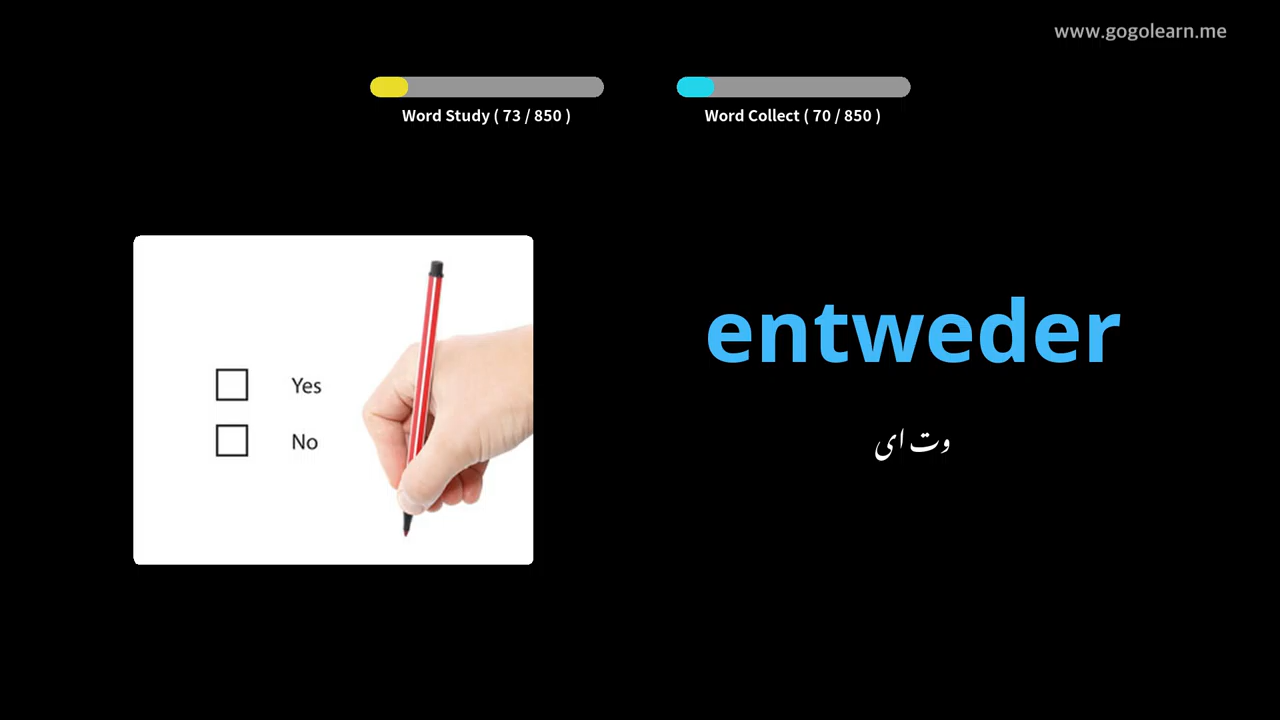 www.gogolearn.me
Word Study ( 73 / 850 )
Word Collect ( 70 / 850 )
Yes
No
entweder
وت ای